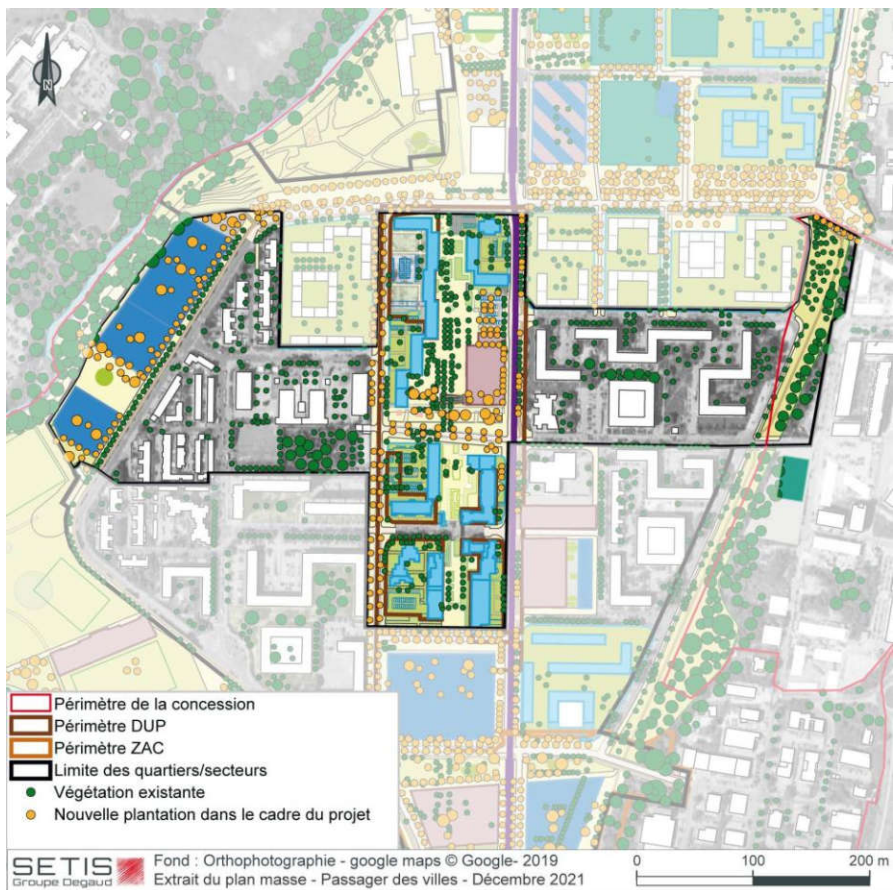 N
Périmètre de la concession
Périmètre DUP
Périmètre ZAC
Limite des quartiers/secteurs
Végétation existante
Nouvelle plantation dans le cadre du projet
SETIS
Groupe Degaud
Fond : Orthophotographie - google maps © Google- 2019
Extrait du plan masse - Passager des villes - Décembre 2021
0 100 200 m